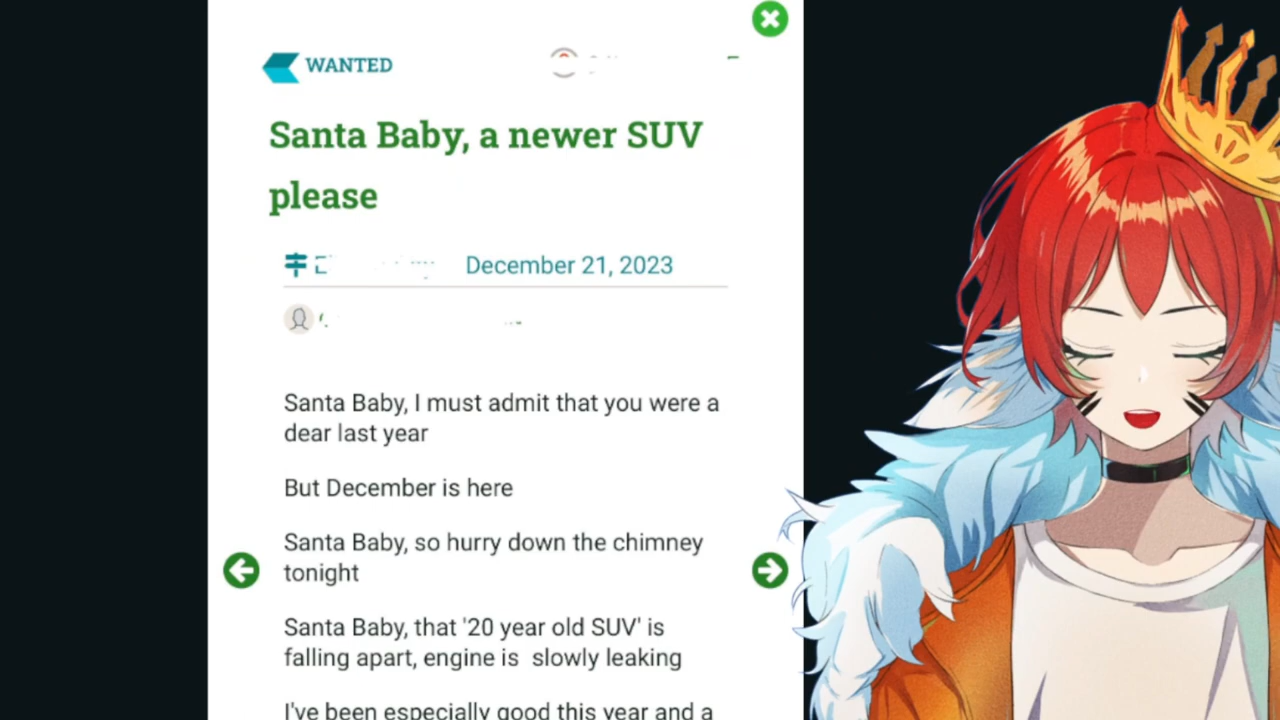 WANTED
Santa Baby, a newer SUV
please
December 21, 2023
Santa Baby, I must admit that you were a
dear last year
But December is here
Santa Baby, so hurry down the chimney
tonight
Santa Baby, that '20 year old SUV' is
falling apart, engine is slowly leaking
I've been especially good this year and a